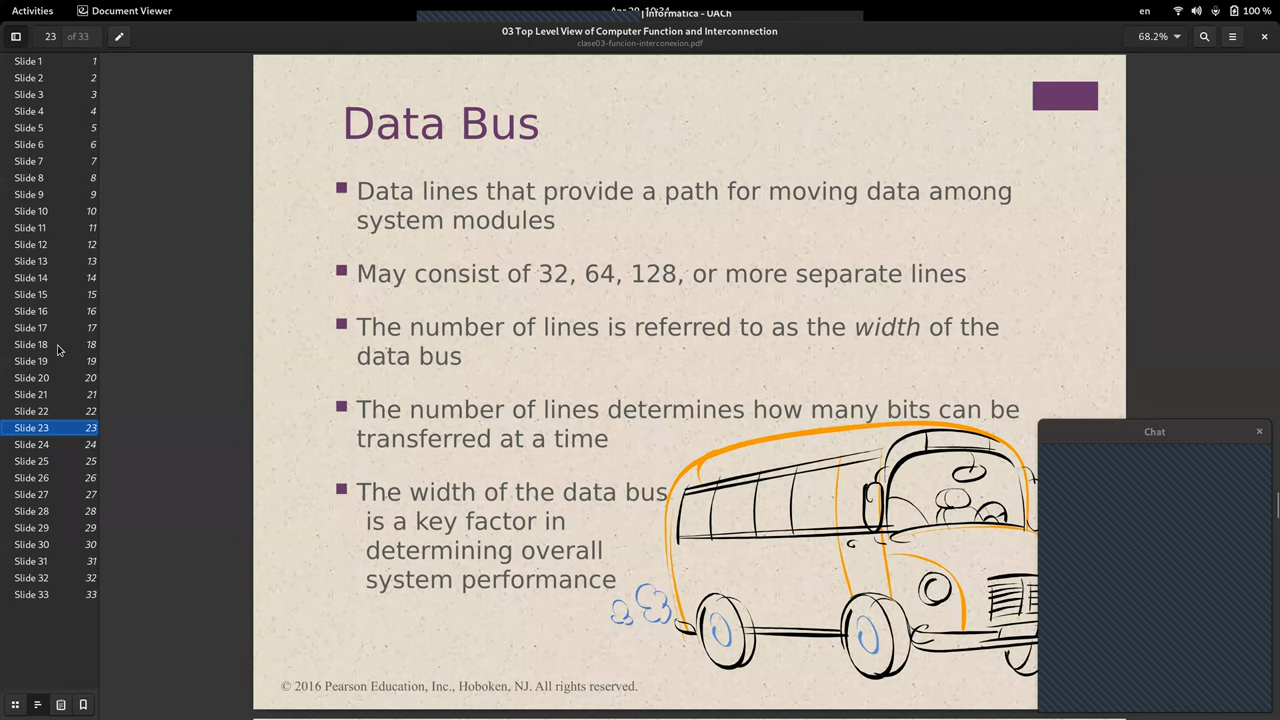 Activities
Document Viewer
Apr 29, 10:34
| Informatica - UACh
en
100 %
23 of 33
03 Top Level View of Computer Function and Interconnection
clase03-funcion-interconexion.pdf
68.2%
Slide 1 1
Slide 2 2
Slide 3 3
Slide 4 4
Slide 5 5
Slide 6 6
Slide 7 7
Slide 8 8
Slide 9 9
Slide 10 10
Slide 11 11
Slide 12 12
Slide 13 13
Slide 14 14
Slide 15 15
Slide 16 16
Slide 17 17
Slide 18 18
Slide 19 19
Slide 20 20
Slide 21 21
Slide 22 22
Slide 23 23
Slide 24 24
Slide 25 25
Slide 26 26
Slide 27 27
Slide 28 28
Slide 29 29
Slide 30 30
Slide 31 31
Slide 32 32
Slide 33 33
Data Bus
Data lines that provide a path for moving data among
system modules
May consist of 32, 64, 128, or more separate lines
The number of lines is referred to as the width of the
data bus
The number of lines determines how many bits can be
transferred at a time
The width of the data bus
is a key factor in
determining overall
system performance
© 2016 Pearson Education, Inc., Hoboken, NJ. All rights reserved.
Chat